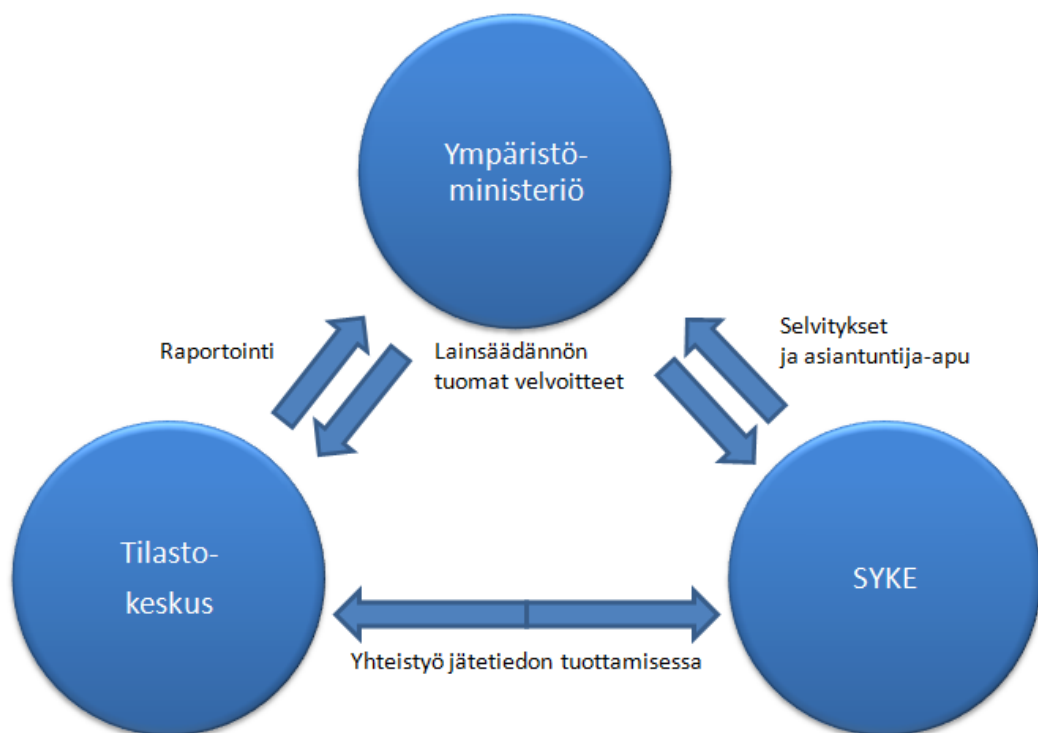 Ympäristö-
ministeriö
Raportointi
Lainsäädännön
tuomat velvoitteet
Selvitykset
ja asiantuntija-apu
Tilasto-
keskus
SYKE
Yhteistyö jätetiedon tuottamisessa